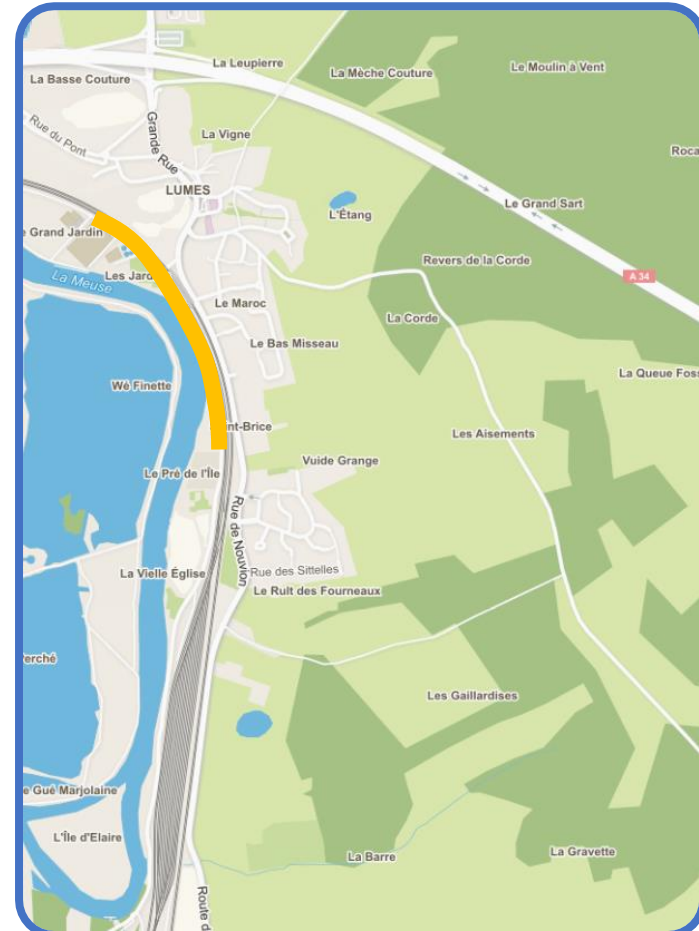 La Leupierre
Le Moulin à Vent
La Mèche Couture
La Basse Couture
Rue du Pont
Grande Rue
La Vigne
Roca
LUMES
Le Grand Sart
L'Étang
e Grand Jardin
Revers de la Corde
Les Jard
A 34
La Meuse
Le Maroc
La Corde
Le Bas Misseau
La Queue Foss
Wé Finette
nt-Brice
Les Aisements
Vuide Grange
Le Pré de l'Île
Rue de Nouvion
La Vielle Église
Rue des Sittelles
Le Rult des Fourneaux
erché
Les Gaillardises
e Gué Marjolaine
L'Île d'Elaire
La Barre
La Gravette
Route d